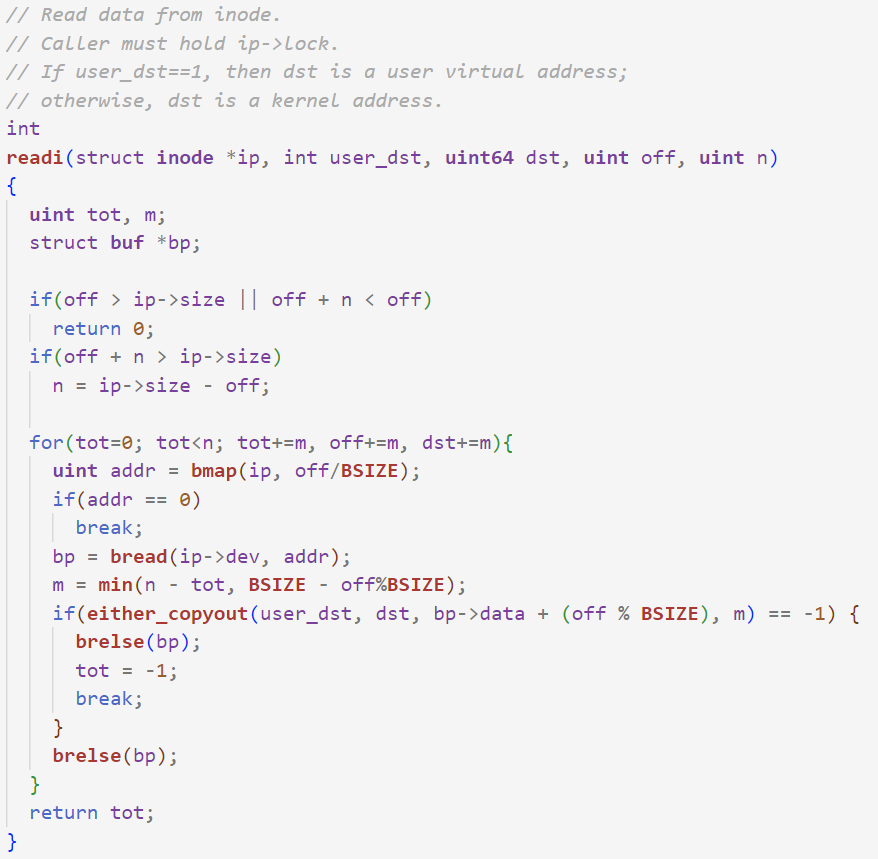 // Read data from inode.
// Caller must hold ip->lock.
// If user_dst==1, then dst is a user virtual address;
// otherwise, dst is a kernel address.
int
readi(struct inode *ip, int user_dst, uint64 dst, uint off, uint n)
{
  uint tot, m;
  struct buf *bp;

  if(off > ip->size || off + n < off)
    return 0;
  if(off + n > ip->size)
    n = ip->size - off;

  for(tot=0; tot<n; tot+=m, off+=m, dst+=m){
    uint addr = bmap(ip, off/BSIZE);
    if(addr == 0)
      break;
    bp = bread(ip->dev, addr);
    m = min(n - tot, BSIZE - off%BSIZE);
    if(either_copyout(user_dst, dst, bp->data + (off % BSIZE), m) == -1) {
      brelse(bp);
      tot = -1;
      break;
    }
    brelse(bp);
  }
  return tot;
}